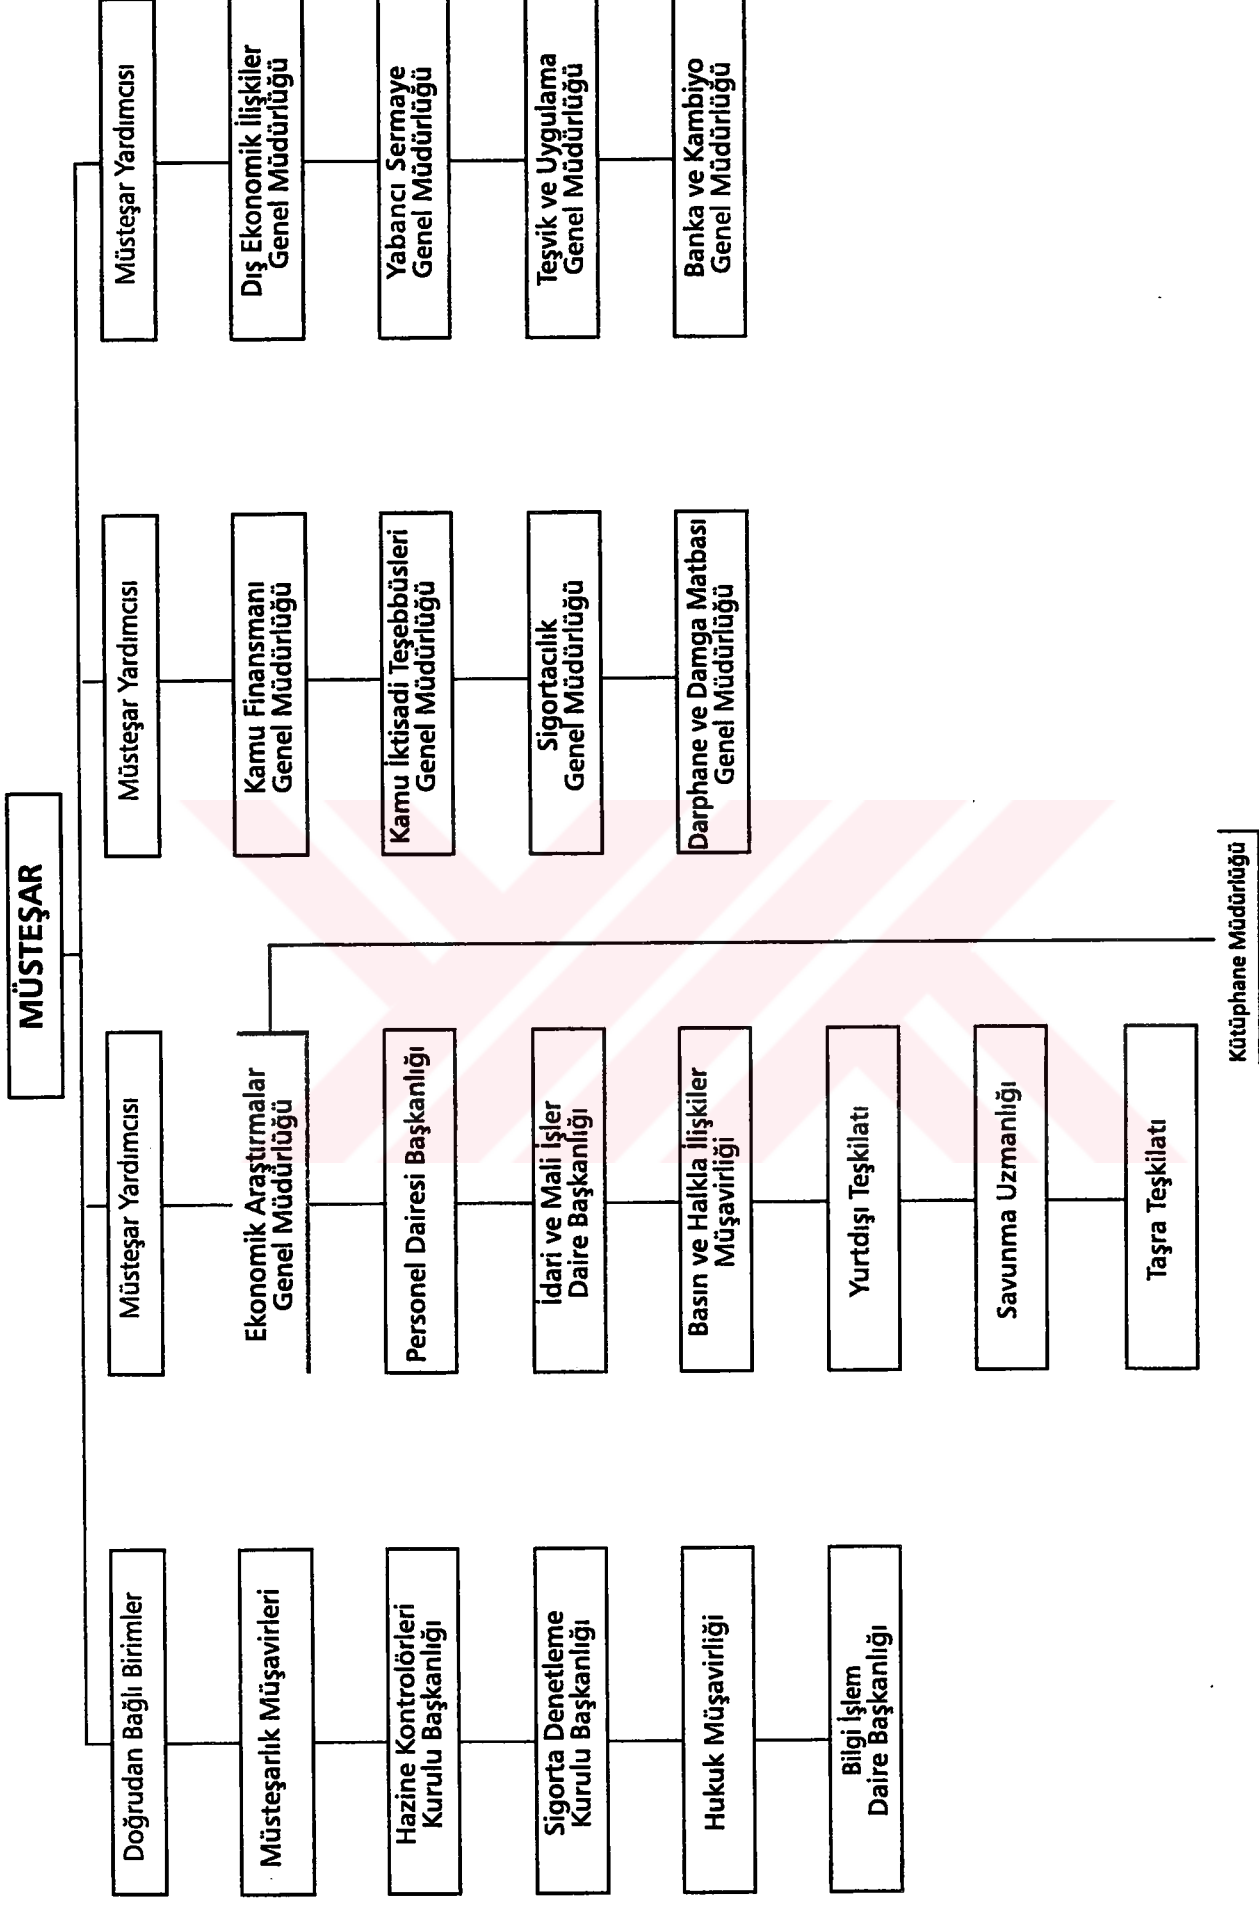 MÜSTEŞAR
Doğrudan Bağlı Birimler
Müsteşarlık Müşavirleri
Hazine Kontrolörleri
Kurulu Başkanlığı
Sigorta Denetleme
Kurulu Başkanlığı
Hukuk Müşavirliği
Bilgi İşlem
Daire Başkanlığı
Müsteşar Yardımcısı
Ekonomik Araştırmalar
Genel Müdürlüğü
Personel Dairesi Başkanlığı
İdari ve Mali İşler
Daire Başkanlığı
Basın ve Halkla İlişkiler
Müşavirliği
Yurtdışı Teşkilatı
Savunma Uzmanlığı
Taşra Teşkilatı
Kütüphane Müdürlüğü
Müsteşar Yardımcısı
Kamu Finansmanı
Genel Müdürlüğü
Kamu İktisadi Teşebbüsleri
Genel Müdürlüğü
Sigortacılık
Genel Müdürlüğü
Darphane ve Damga Matbası
Genel Müdürlüğü
Müsteşar Yardımcısı
Dış Ekonomik İlişkiler
Genel Müdürlüğü
Yabancı Sermaye
Genel Müdürlüğü
Teşvik ve Uygulama
Genel Müdürlüğü
Banka ve Kambiyo
Genel Müdürlüğü